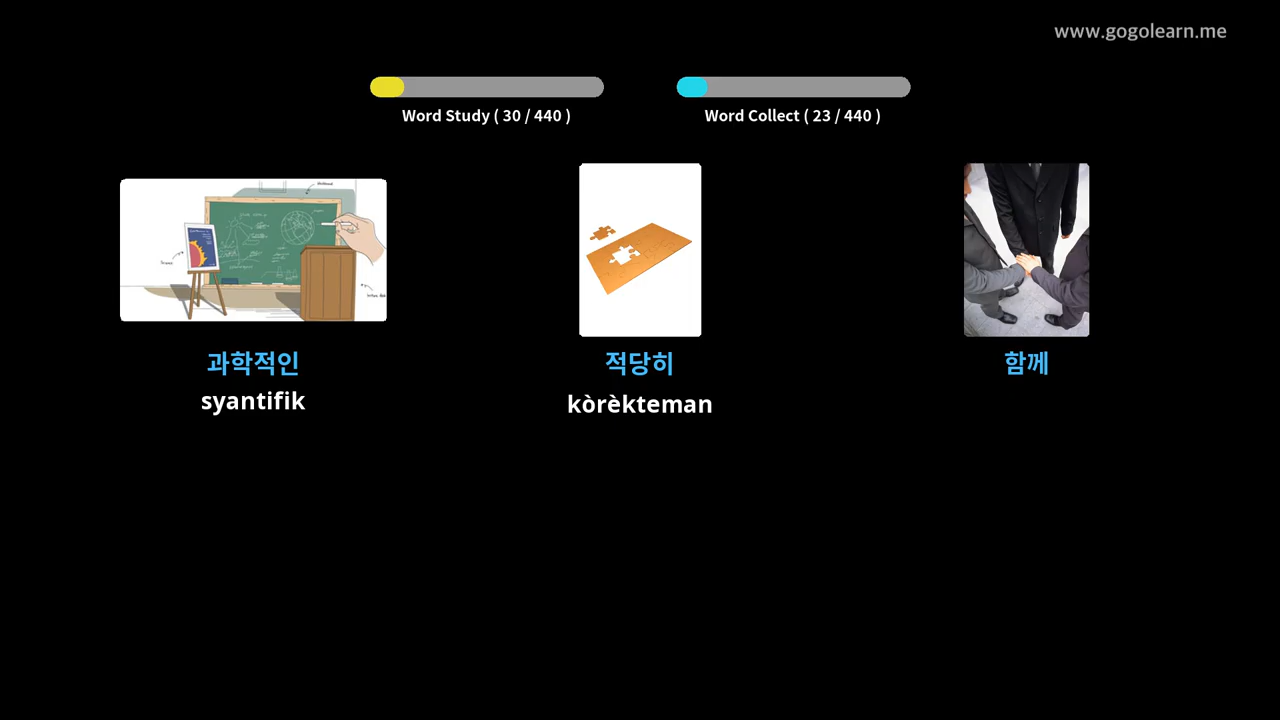 www.gogolearn.me
Word Study ( 30 / 440 )
Word Collect ( 23 / 440 )
과학적인
적당히
함께
syantifik
kòrèkteman